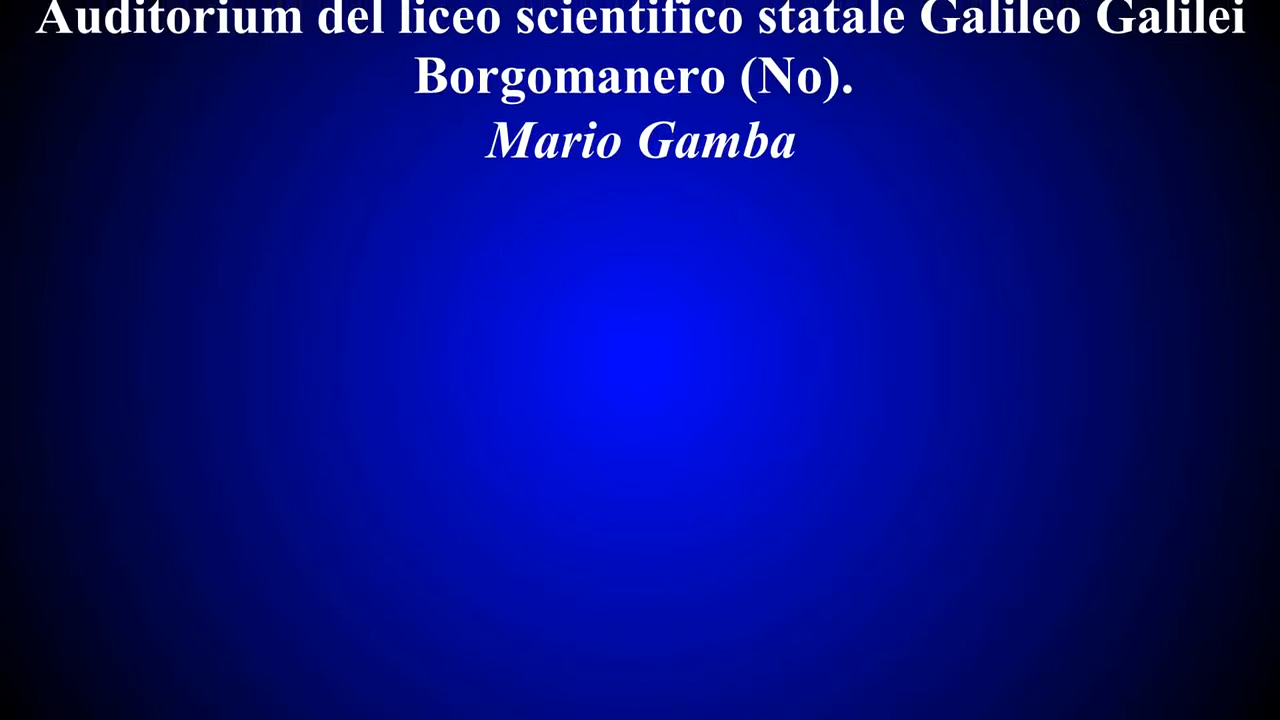 Auditorium del liceo scientifico statale Galileo Galilei
Borgomanero (No).
Mario Gamba